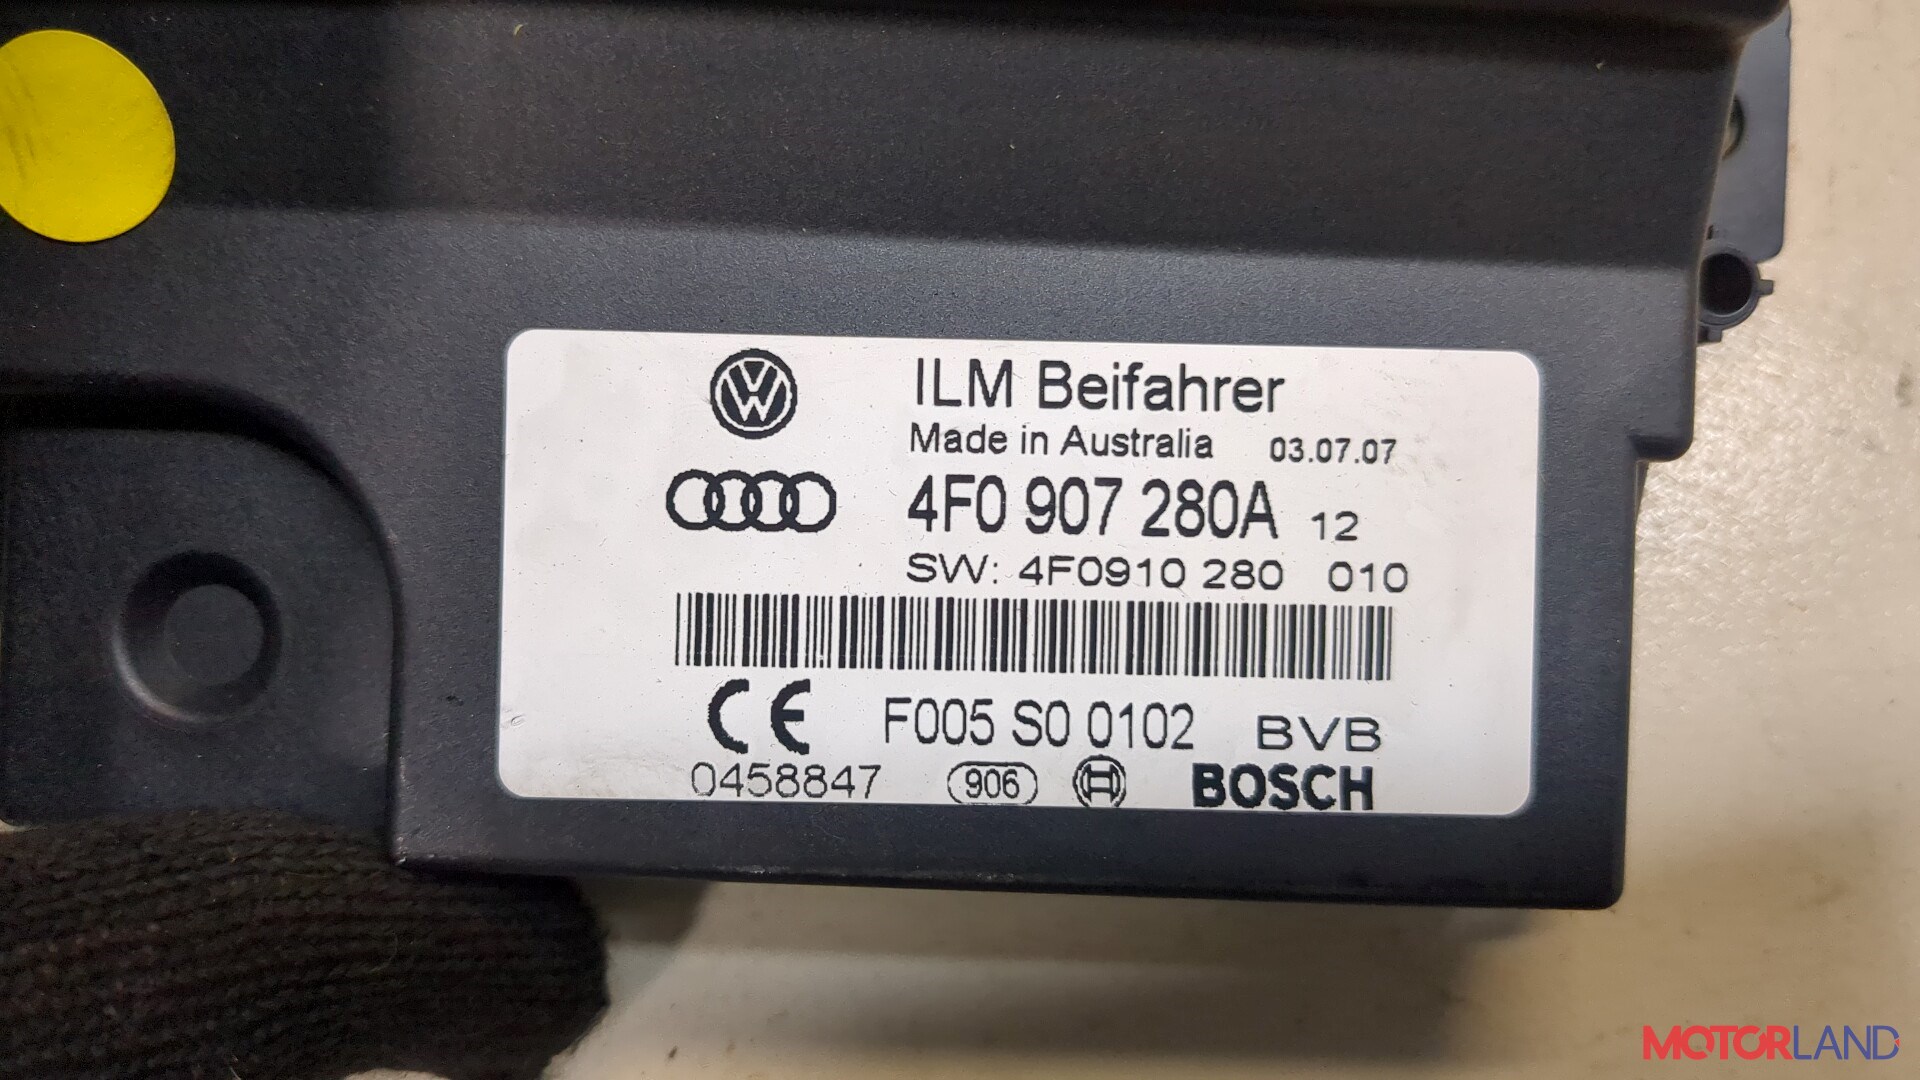 ILM Beifahrer
Made in Australia 03.07.07
4F0 907 280A 12
SW: 4F0910 280 010
CE F005 S0 0102 BVB
0458847 906 BOSCH
MOTORLAND